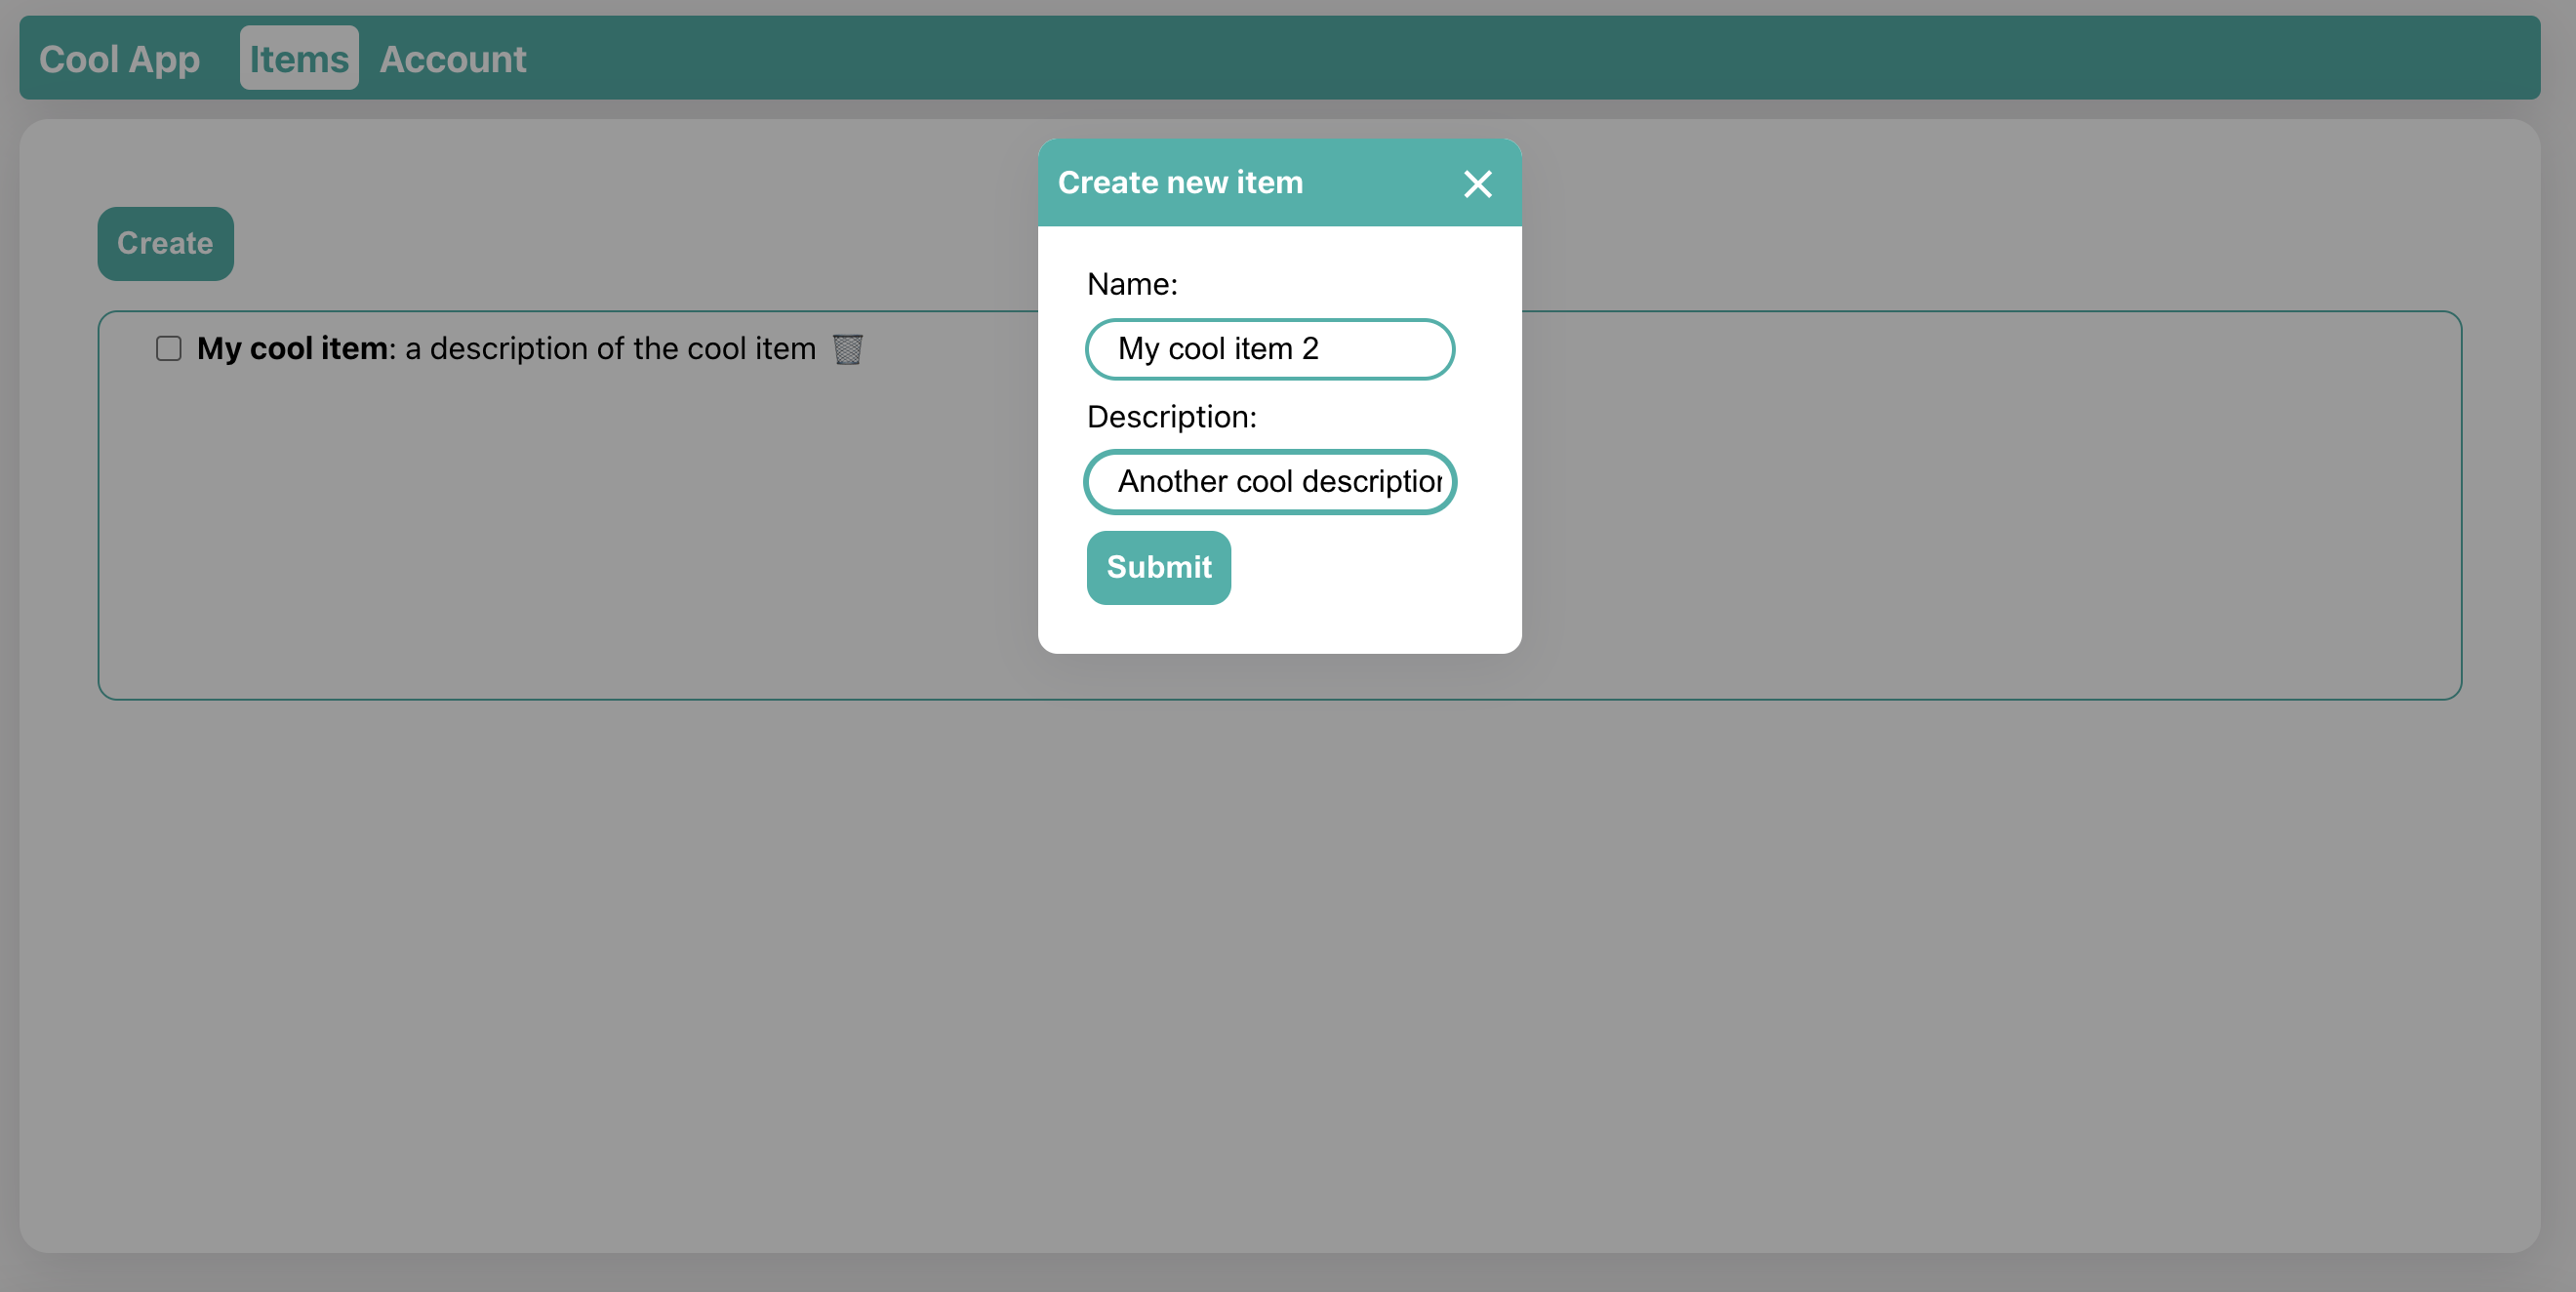 Cool App Items Account
Create new item
Create
Name:
My cool item: a description of the cool item
My cool item 2
Description:
Another cool description
Submit